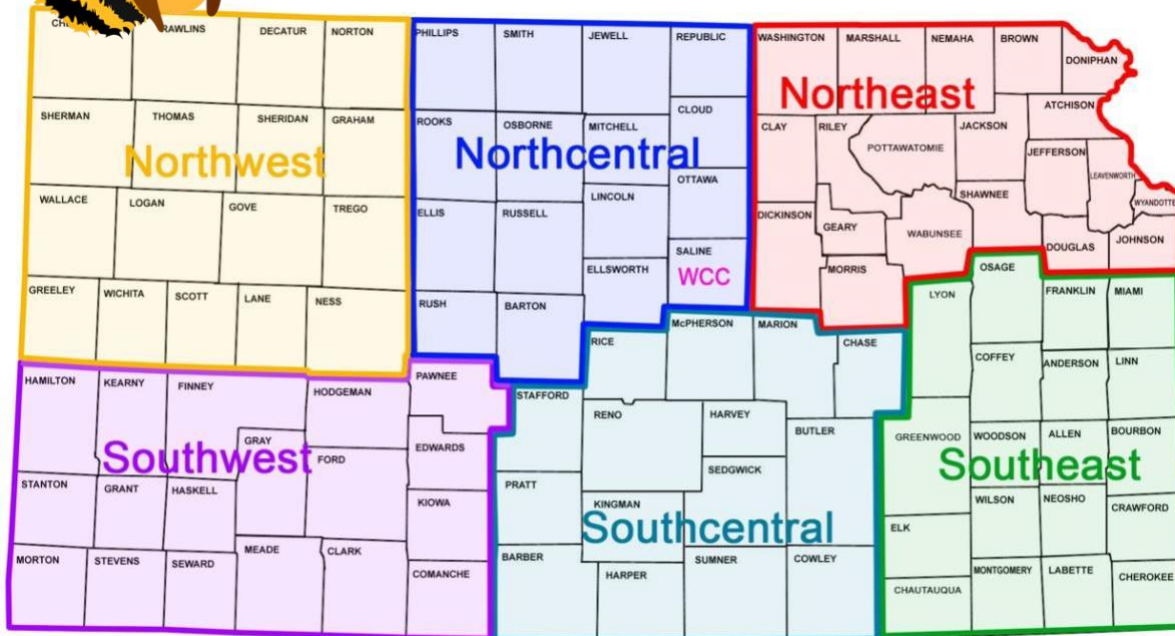 RAWLINS
DECATUR
NORTON
SHERMAN
THOMAS
SHERIDAN
GRAHAM
Northwest
WALLACE
LOGAN
GOVE
TREGO
GREELEY
WICHITA
SCOTT
LANE
NESS
PHILLIPS
SMITH
JEWELL
REPUBLIC
CLOUD
ROOKS
OSBORNE
MITCHELL
Northcentral
OTTAWA
LINCOLN
ELLIS
RUSSELL
SALINE
WCC
ELLSWORTH
RUSH
BARTON
WASHINGTON
MARSHALL
NEMAHA
BROWN
DONIPHAN
Northeast
ATCHISON
CLAY
RILEY
POTTAWATOMIE
JACKSON
JEFFERSON
LEAVENWORTH
WYANDOTTE
SHAWNEE
DICKINSON
GEARY
WABUNSEE
DOUGLAS
JOHNSON
MORRIS
HAMILTON
KEARNY
FINNEY
HODGEMAN
PAWNEE
GRAY
FORD
EDWARDS
Southwest
STANTON
GRANT
HASKELL
KIOWA
MORTON
STEVENS
SEWARD
MEADE
CLARK
COMANCHE
RICE
McPHERSON
MARION
CHASE
STAFFORD
RENO
HARVEY
BUTLER
SEDGWICK
PRATT
KINGMAN
Southcentral
BARBER
HARPER
SUMNER
COWLEY
OSAGE
LYON
FRANKLIN
MIAMI
COFFEY
ANDERSON
LINN
GREENWOOD
WOODSON
ALLEN
BOURBON
Southeast
WILSON
NEOSHO
CRAWFORD
ELK
MONTGOMERY
LABETTE
CHEROKEE
CHAUTAUQUA